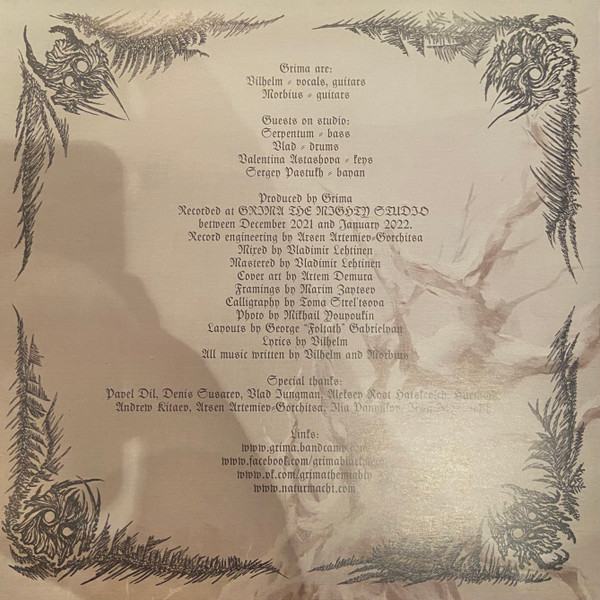 Grima are:
Vilhelm - vocals, guitars
Morbius - guitars
Guests on studio:
Serpentum - bass
Vlad - drums
Valentina Astashova - keys
Sergey Pastukh - bayan
Produced by Grima
Recorded at GRIMA THE MIGHTY STUDIO
between December 2021 and January 2022.
Record engineering by Arsen Artemiev-Gorchitsa
Mixed by Vladimir Lehtinen
Mastered by Vladimir Lehtinen
Cover art by Artem Demura
Framings by Maxim Zaytsev
Calligraphy by Toma Strel'tsova
Photo by Mikhail Yuoyukin
Layouts by George "Foltath" Gabrielyan
Lyrics by Vilhelm
All music written by Vilhelm and Morbius
Special thanks:
Pavel Dil, Denis Susarev, Vlad Jungman, Aleksey Root
Andrew Kitaev, Arsen Artemiev-Gorchitsa, Ilia
Links:
www.grima.bandcamp
www.facebook.com/grimablackmetal
www.vk.com/grimathemighty
www.naturmacht.com